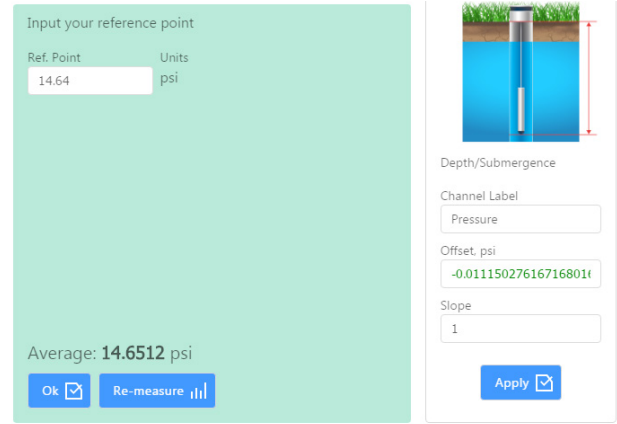 Input your reference point
Ref. Point
Units
14.64
psi
Average: 14.6512 psi
Ok
Re-measure
Depth/Submergence
Channel Label
Pressure
Offset, psi
-0.01115027616716801
Slope
1
Apply